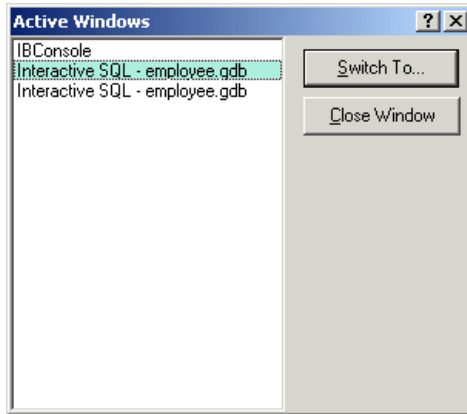 Active Windows
IBConsole
Interactive SQL - employee.gdb
Interactive SQL - employee.gdb
Switch To...
Close Window